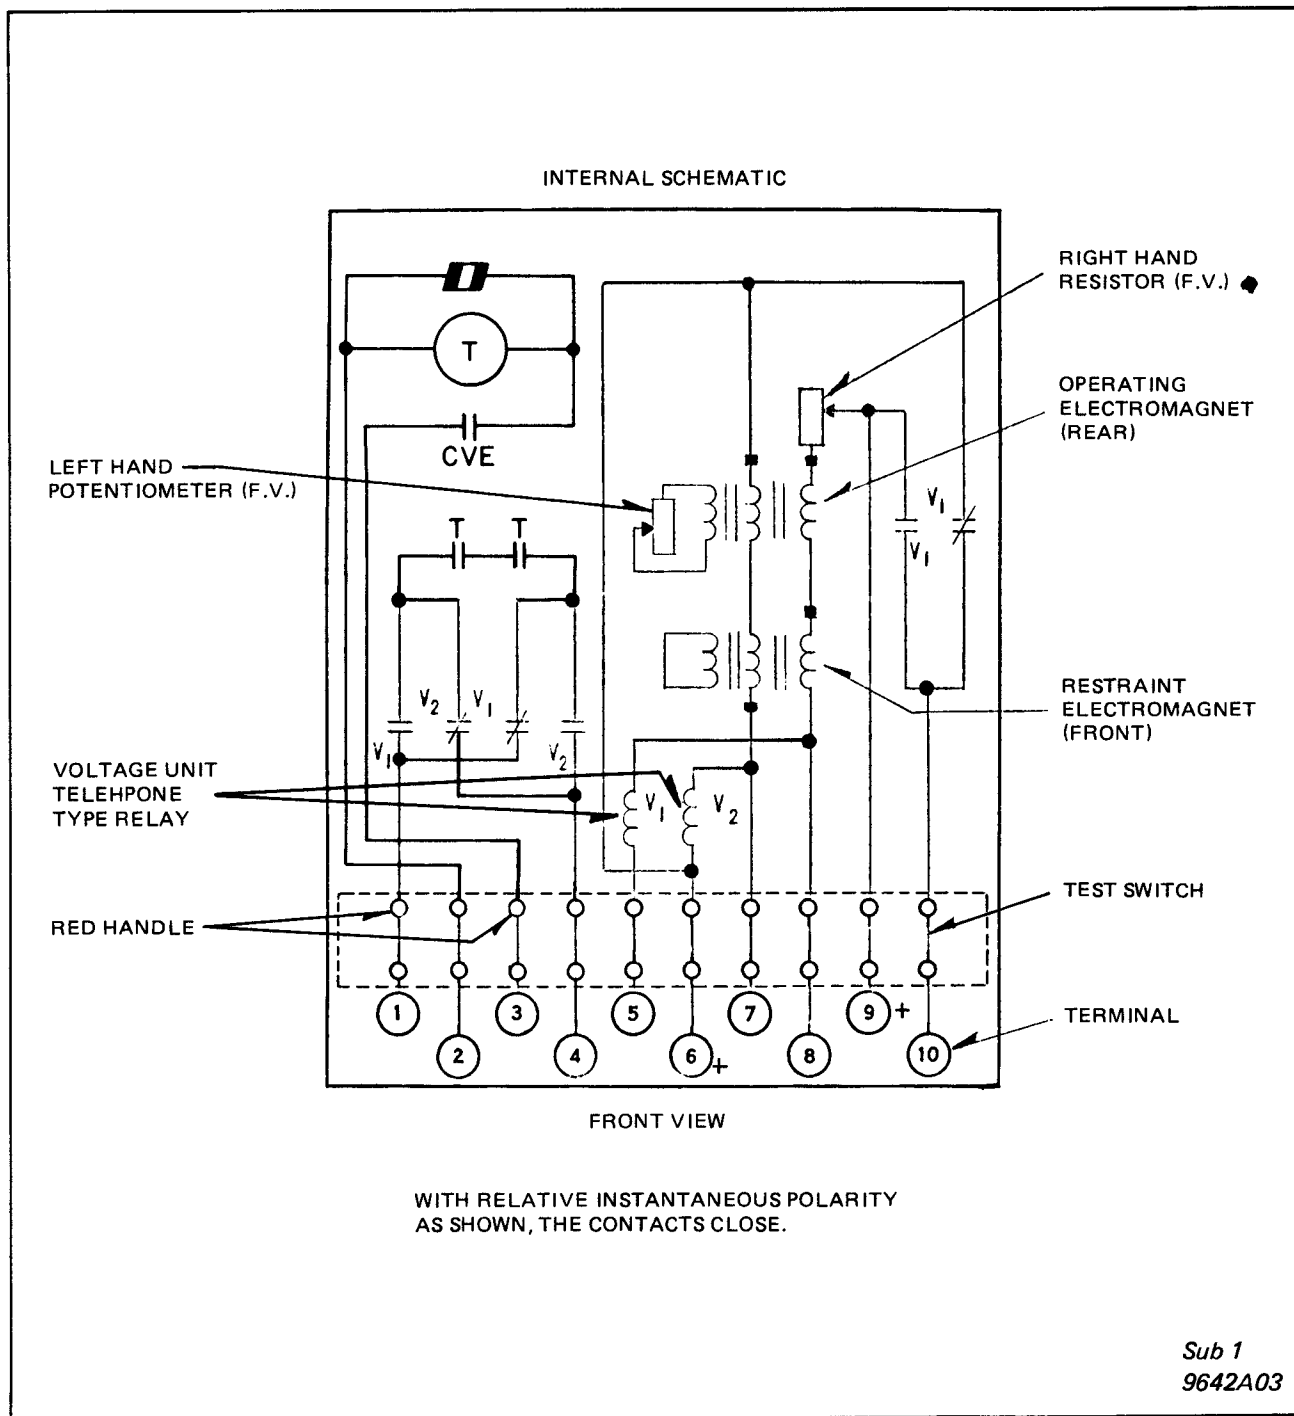 INTERNAL SCHEMATIC
RIGHT HAND
RESISTOR (F.V.)
OPERATING
ELECTROMAGNET
(REAR)
T
CVE
LEFT HAND
POTENTIOMETER (F.V.)
T T
V1
V1
RESTRAINT
ELECTROMAGNET
(FRONT)
V2 V1
V1 V2
VOLTAGE UNIT
TELEHPONE
TYPE RELAY
V1 V2
TEST SWITCH
RED HANDLE
1 3 5 7 9+
TERMINAL
2 4 6+ 8 10
FRONT VIEW
WITH RELATIVE INSTANTANEOUS POLARITY
AS SHOWN, THE CONTACTS CLOSE.
Sub 1
9642A03